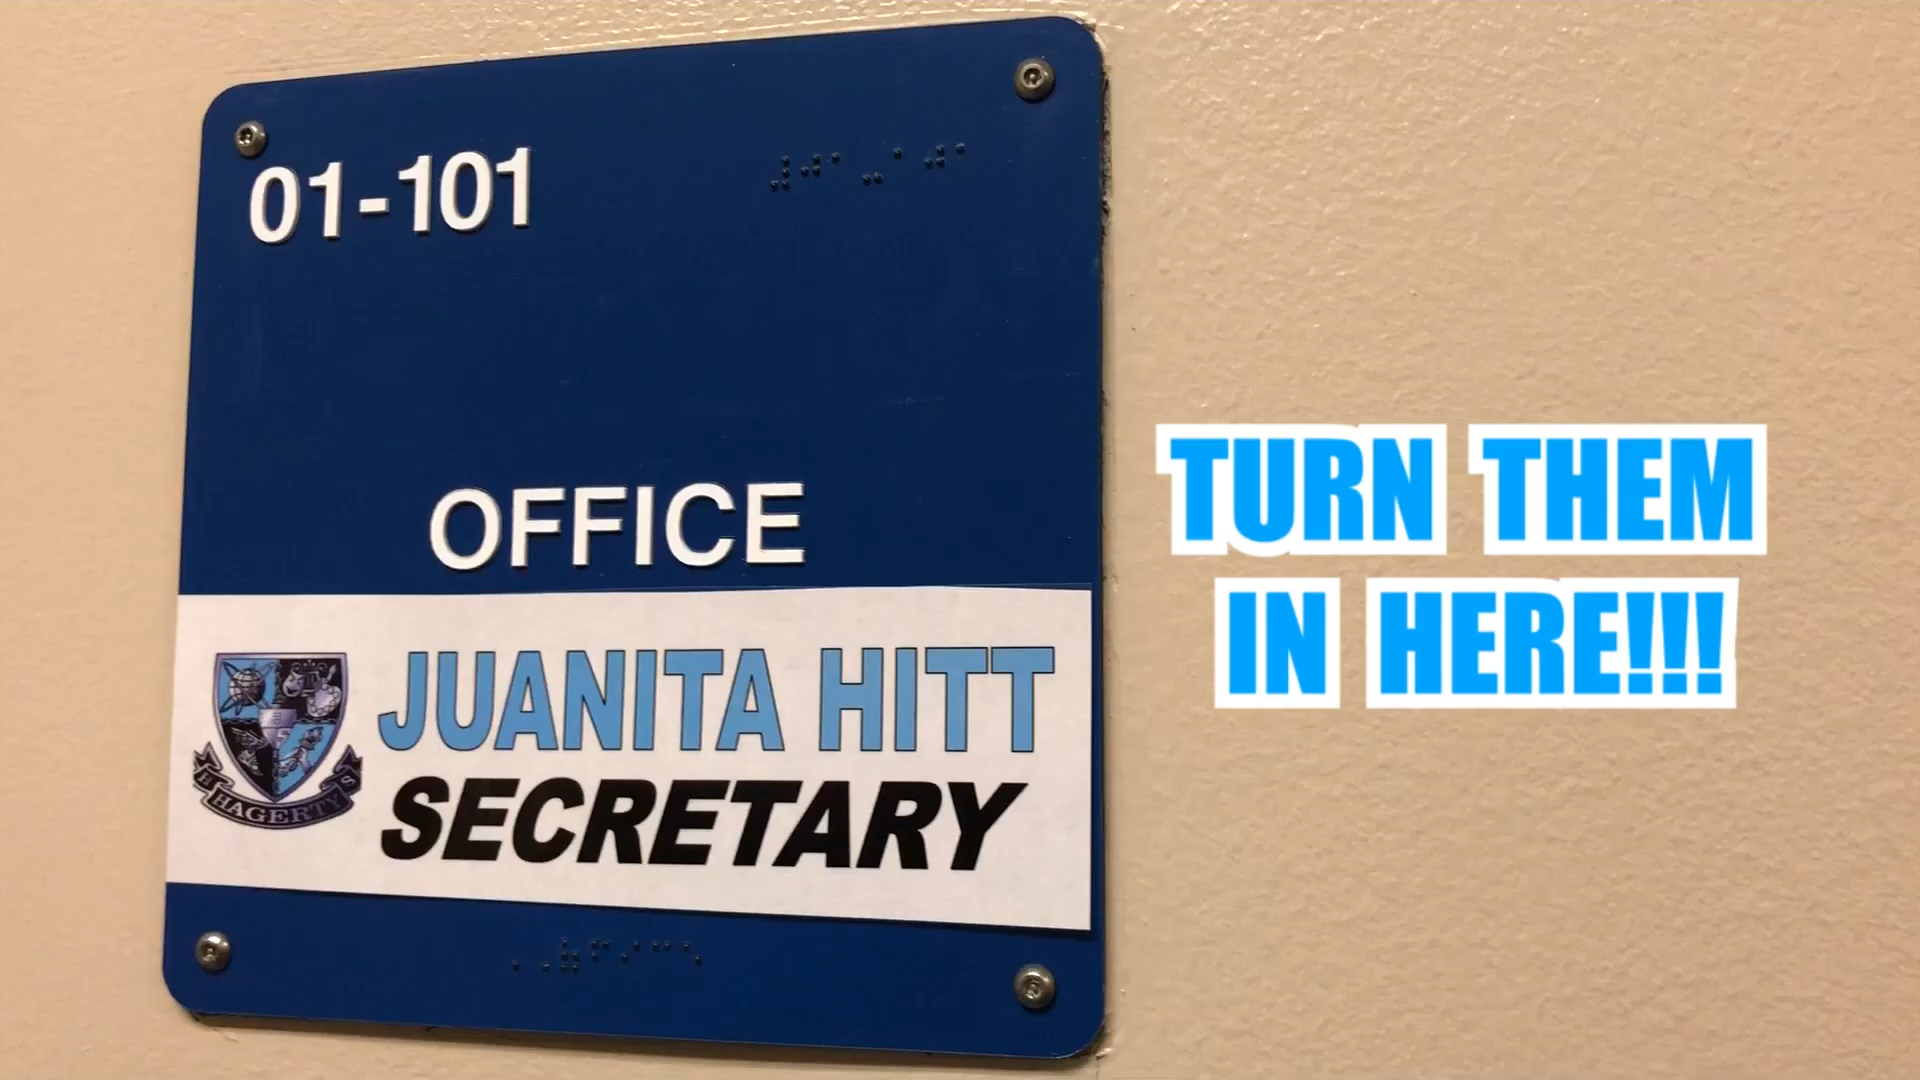 01-101
OFFICE
JUANITA HITT
SECRETARY
H HAGERTY S
TURN THEM
IN HERE!!!